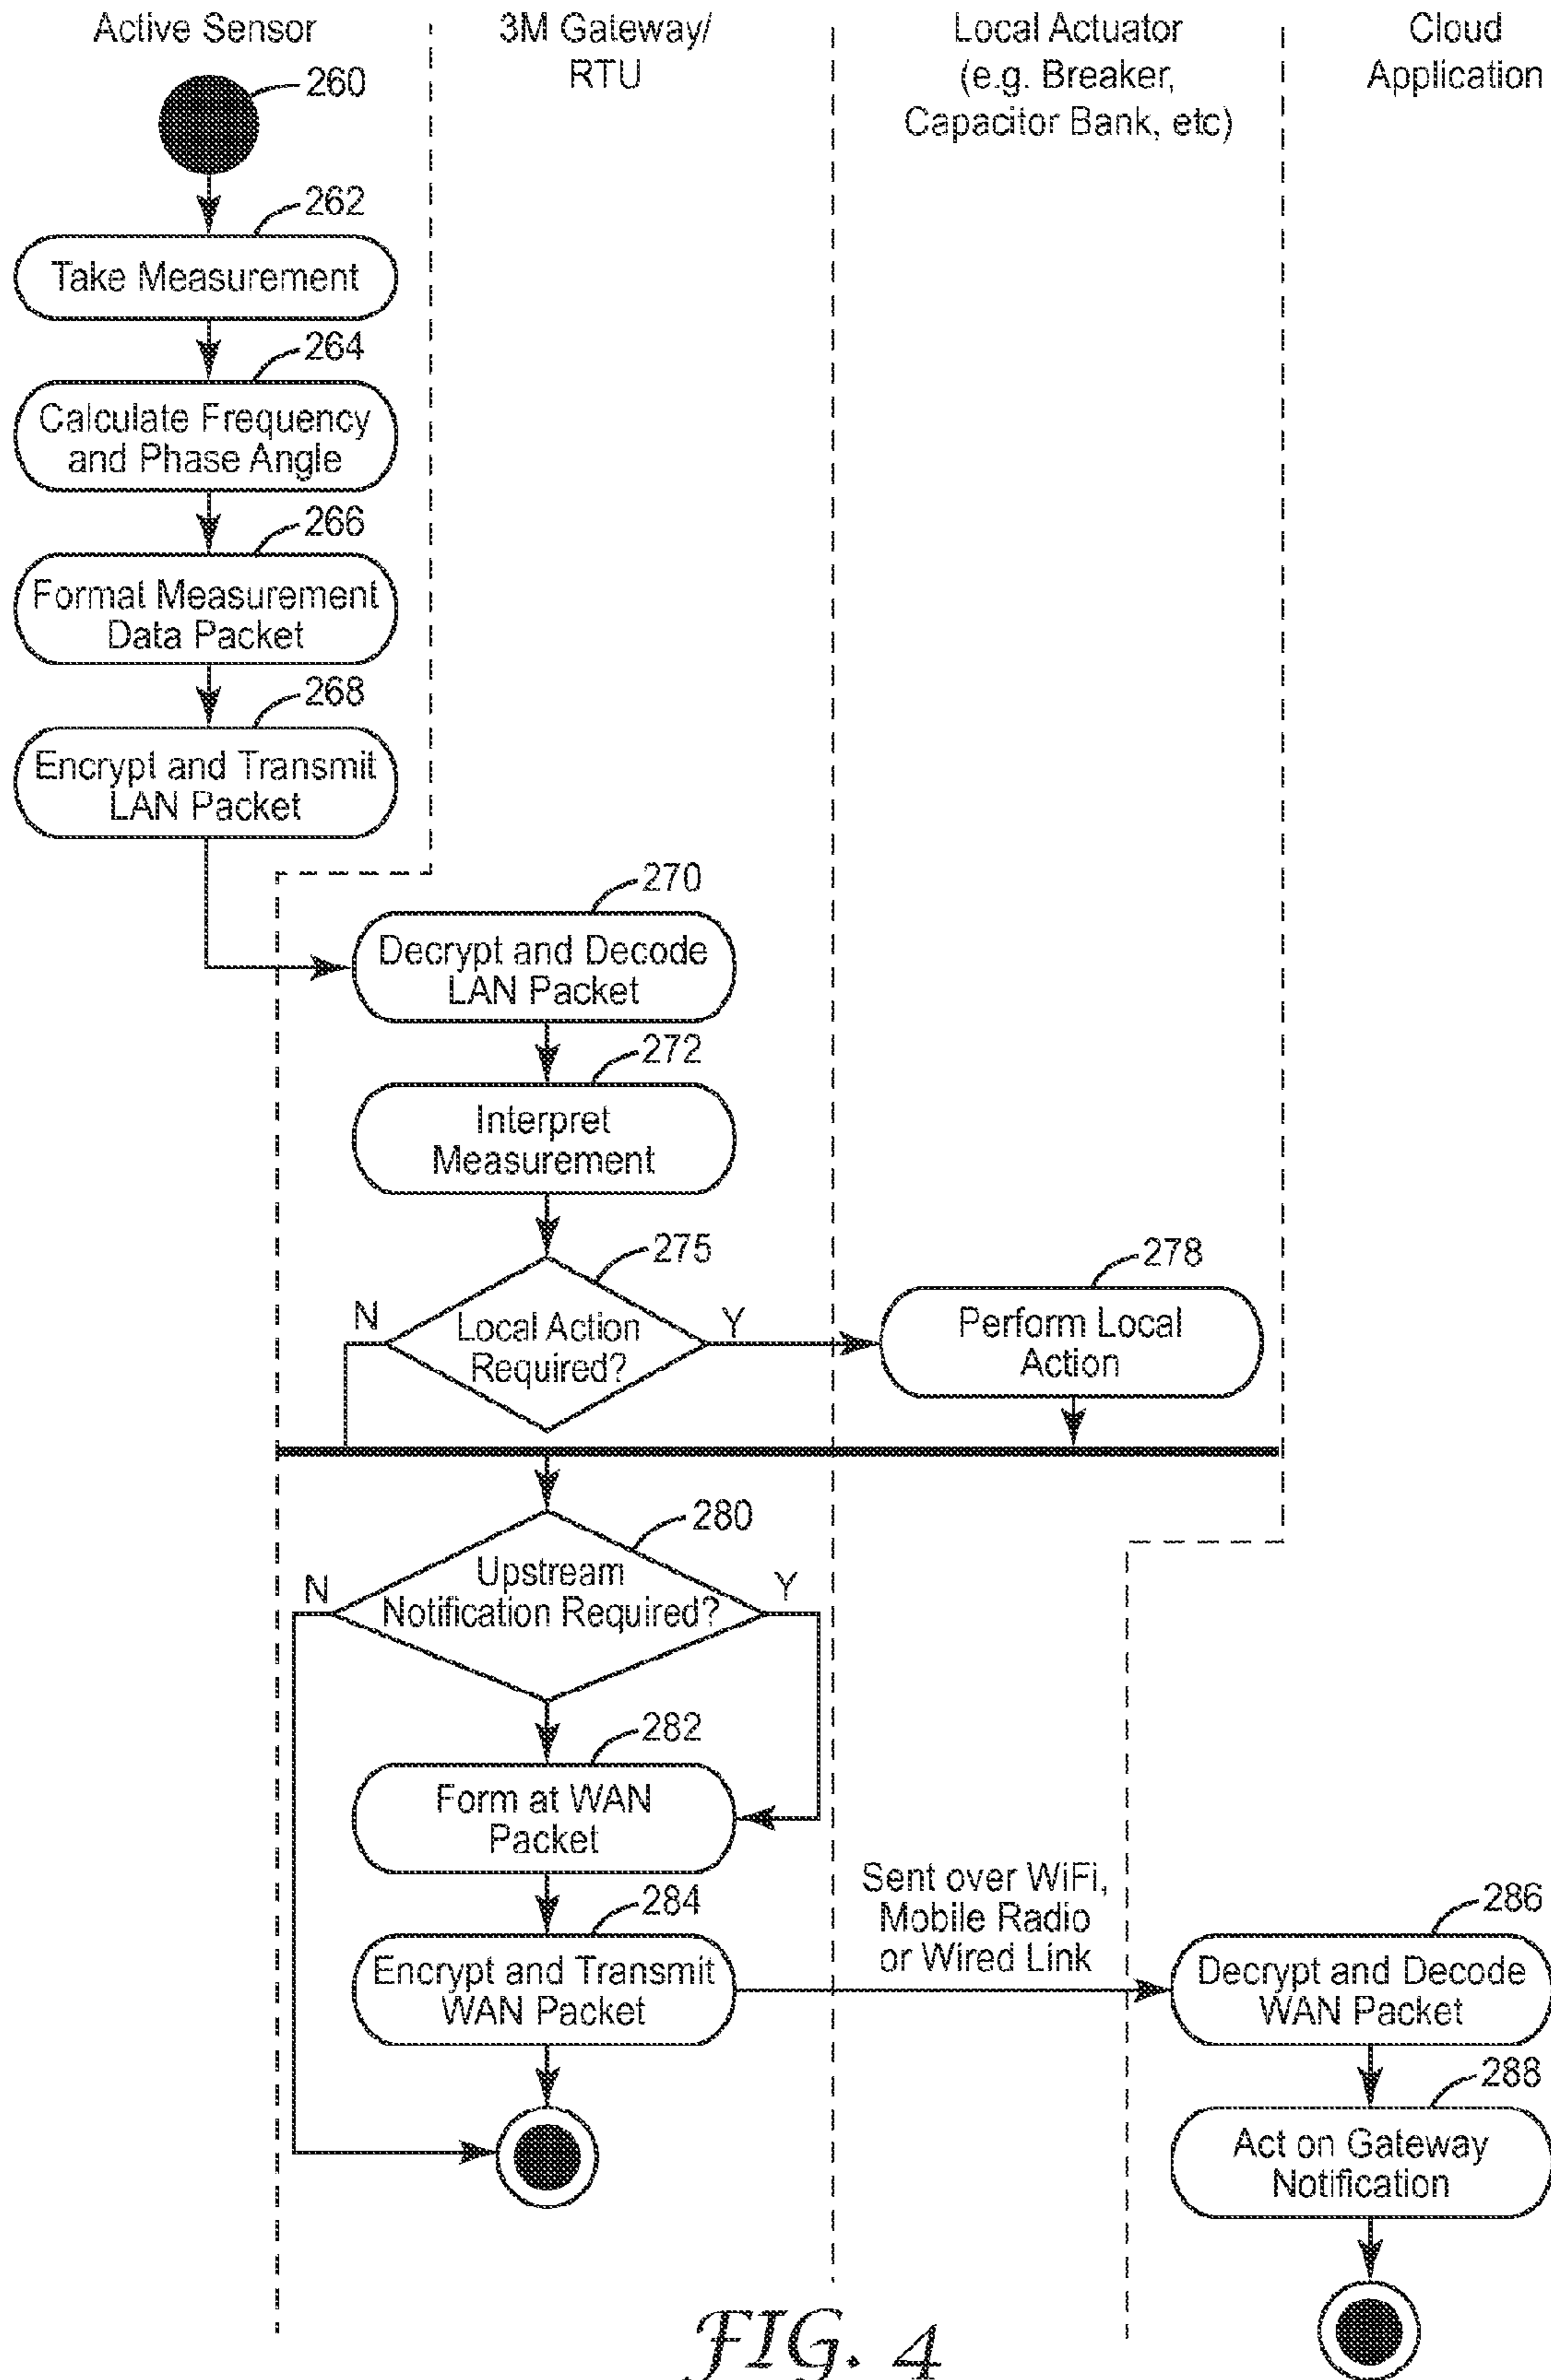 Active Sensor
3M Gateway/
RTU
Local Actuator
(e.g. Breaker,
Capacitor Bank, etc)
Cloud
Application
260
262
Take Measurement
264
Calculate Frequency
and Phase Angle
266
Format Measurement
Data Packet
268
Encrypt and Transmit
LAN Packet
270
Decrypt and Decode
LAN Packet
272
Interpret
Measurement
275
N
Local Action
Required?
Y
278
Perform Local
Action
280
N
Upstream
Notification Required?
Y
282
Form at WAN
Packet
284
Encrypt and Transmit
WAN Packet
Sent over WiFi,
Mobile Radio
or Wired Link
286
Decrypt and Decode
WAN Packet
288
Act on Gateway
Notification
FIG. 4